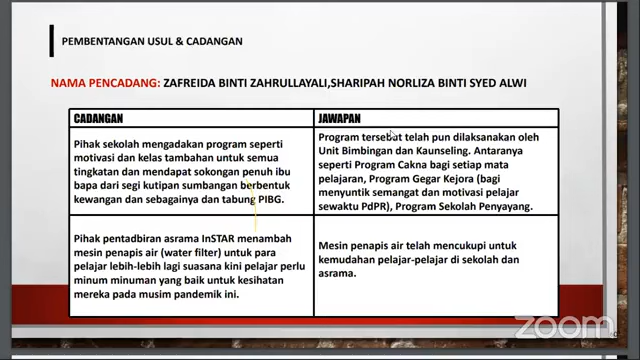 PEMBENTANGAN USUL & CADANGAN
NAMA PENCADANG: ZAFREIDA BINTI ZAHRULLAYALI,SHARIPAH NORLIZA BINTI SYED ALWI
CADANGAN
JAWAPAN
Pihak sekolah mengadakan program seperti
motivasi dan kelas tambahan untuk semua
tingkatan dan mendapat sokongan penuh ibu
bapa dari segi kutipan sumbangan berbentuk
kewangan dan sebagainya dan tabung PIBG.
Program tersebut telah pun dilaksanakan oleh
Unit Bimbingan dan Kaunseling. Antaranya
seperti Program Cakna bagi setiap mata
pelajaran, Program Gegar Kejora (bagi
menyuntik semangat dan motivasi pelajar
sewaktu PdPR), Program Sekolah Penyayang.
Pihak pentadbiran asrama InSTAR menambah
mesin penapis air (water filter) untuk para
pelajar lebih-lebih lagi suasana kini pelajar perlu
minum minuman yang baik untuk kesihatan
mereka pada musim pandemik ini.
Mesin penapis air telah mencukupi untuk
kemudahan pelajar-pelajar di sekolah dan
asrama.
zoom